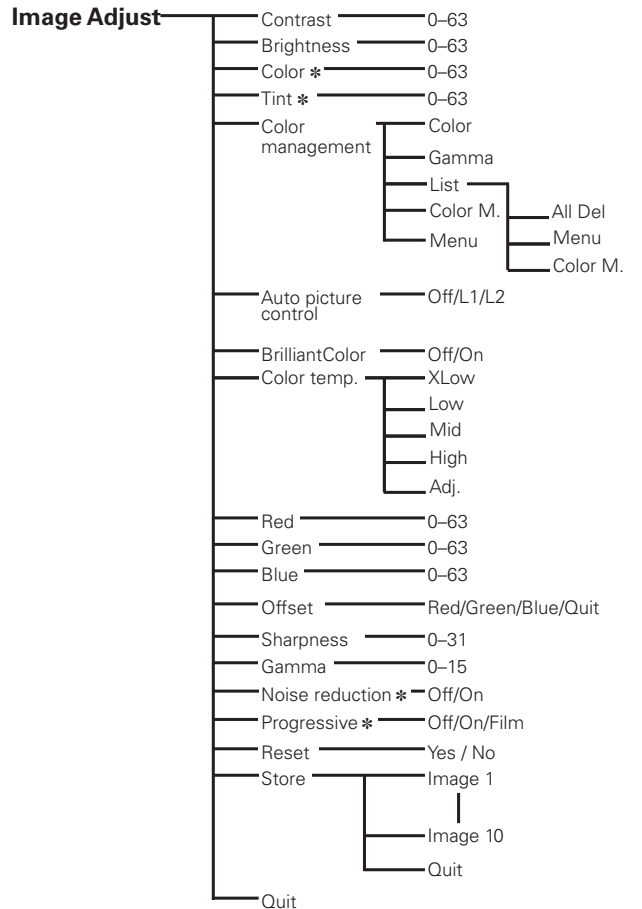 Image Adjust
Contrast 0–63
Brightness 0–63
Color * 0–63
Tint * 0–63
Color Color
management
Gamma
List
Color M. All Del
Menu Menu
Color M.
Auto picture Off/L1/L2
control
BrilliantColor Off/On
Color temp. XLow
Low
Mid
High
Adj.
Red 0–63
Green 0–63
Blue 0–63
Offset Red/Green/Blue/Quit
Sharpness 0–31
Gamma 0–15
Noise reduction * Off/On
Progressive * Off/On/Film
Reset Yes / No
Store Image 1
Image 10
Quit
Quit